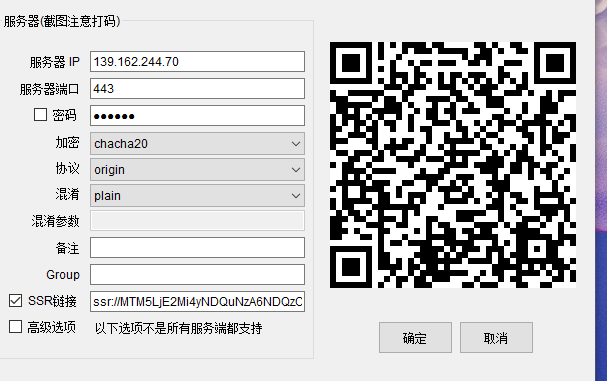 服务器(截图注意打码)
服务器 IP 139.162.244.70
服务器端口 443
密码 ●●●●●●
加密 chacha20
协议 origin
混淆 plain
混淆参数
备注
Group
SSR链接 ssr://MTM5LjE2Mi4yNDQuNzA6NDQzO
高级选项 以下选项不是所有服务端都支持
确定 取消